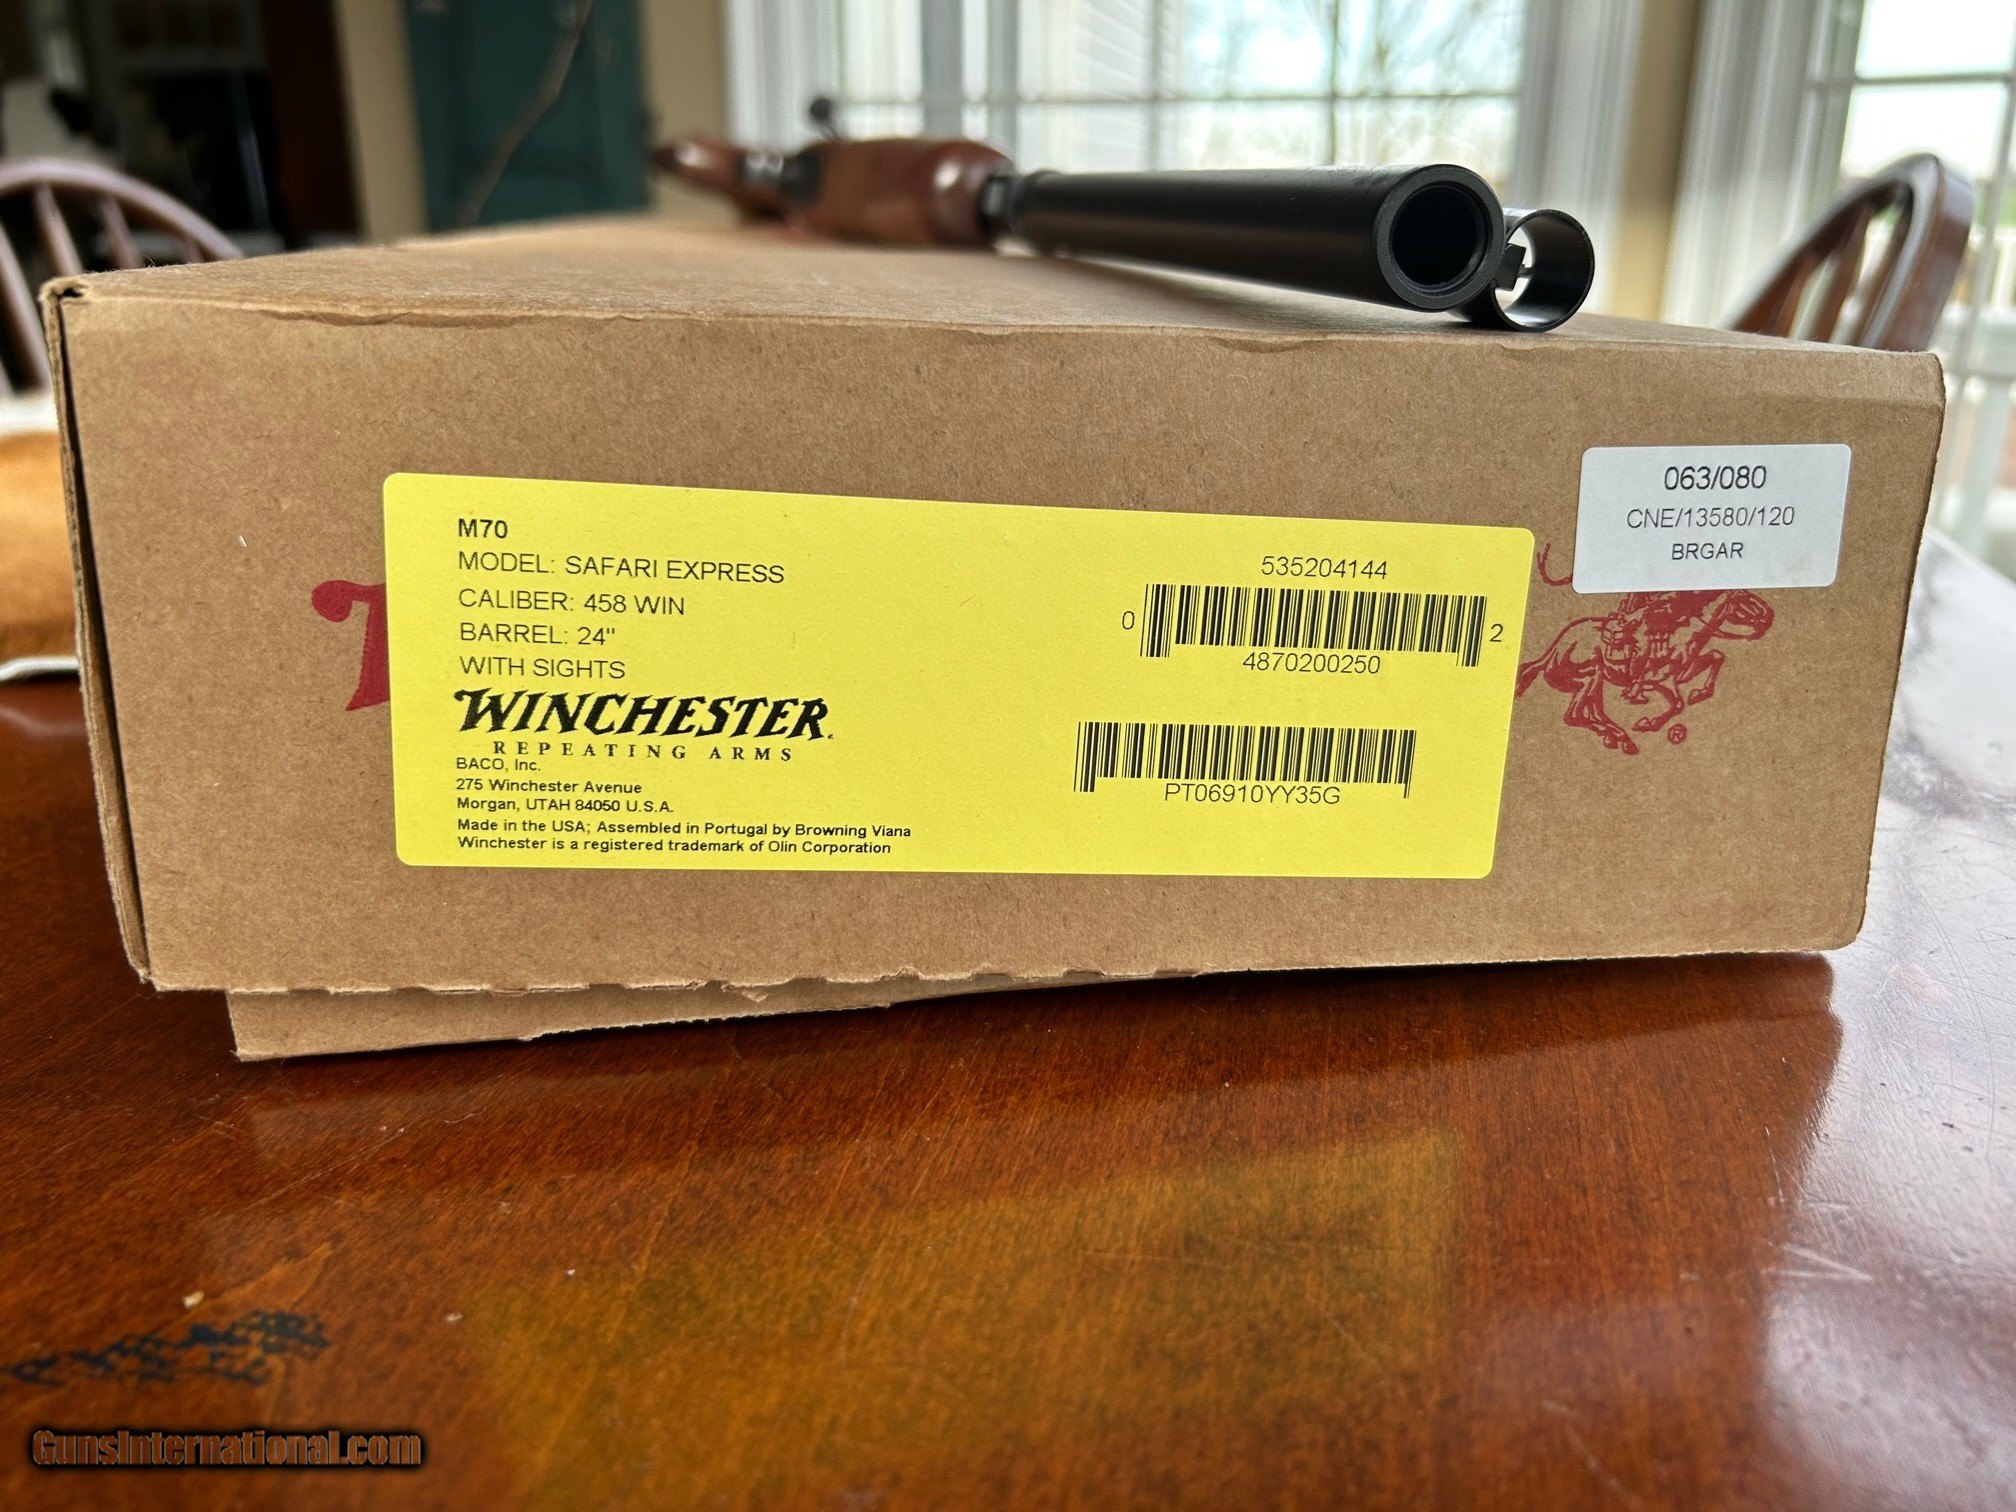 063/080
CNE/13580/120
BRGAR
M70
MODEL: SAFARI EXPRESS
CALIBER: 458 WIN
BARREL: 24"
WITH SIGHTS
WINCHESTER
REPEATING ARMS
BACO, Inc.
275 Winchester Avenue
Morgan, UTAH 84050 U.S.A.
Made in the USA; Assembled in Portugal by Browning Viana
Winchester is a registered trademark of Olin Corporation
535204144
0 4870200250 2
PT06910YY35G
®
GunsInternational.com